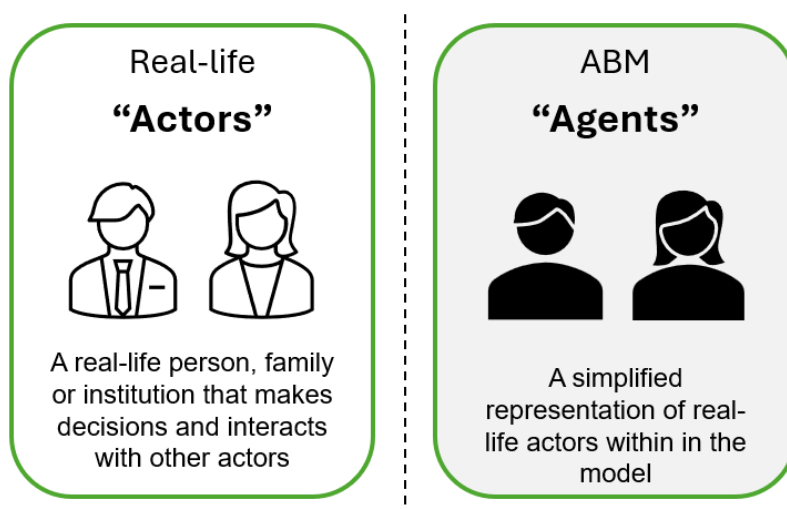 Real-life
“Actors”
A real-life person, family
or institution that makes
decisions and interacts
with other actors
ABM
“Agents”
A simplified
representation of real-
life actors within in the
model